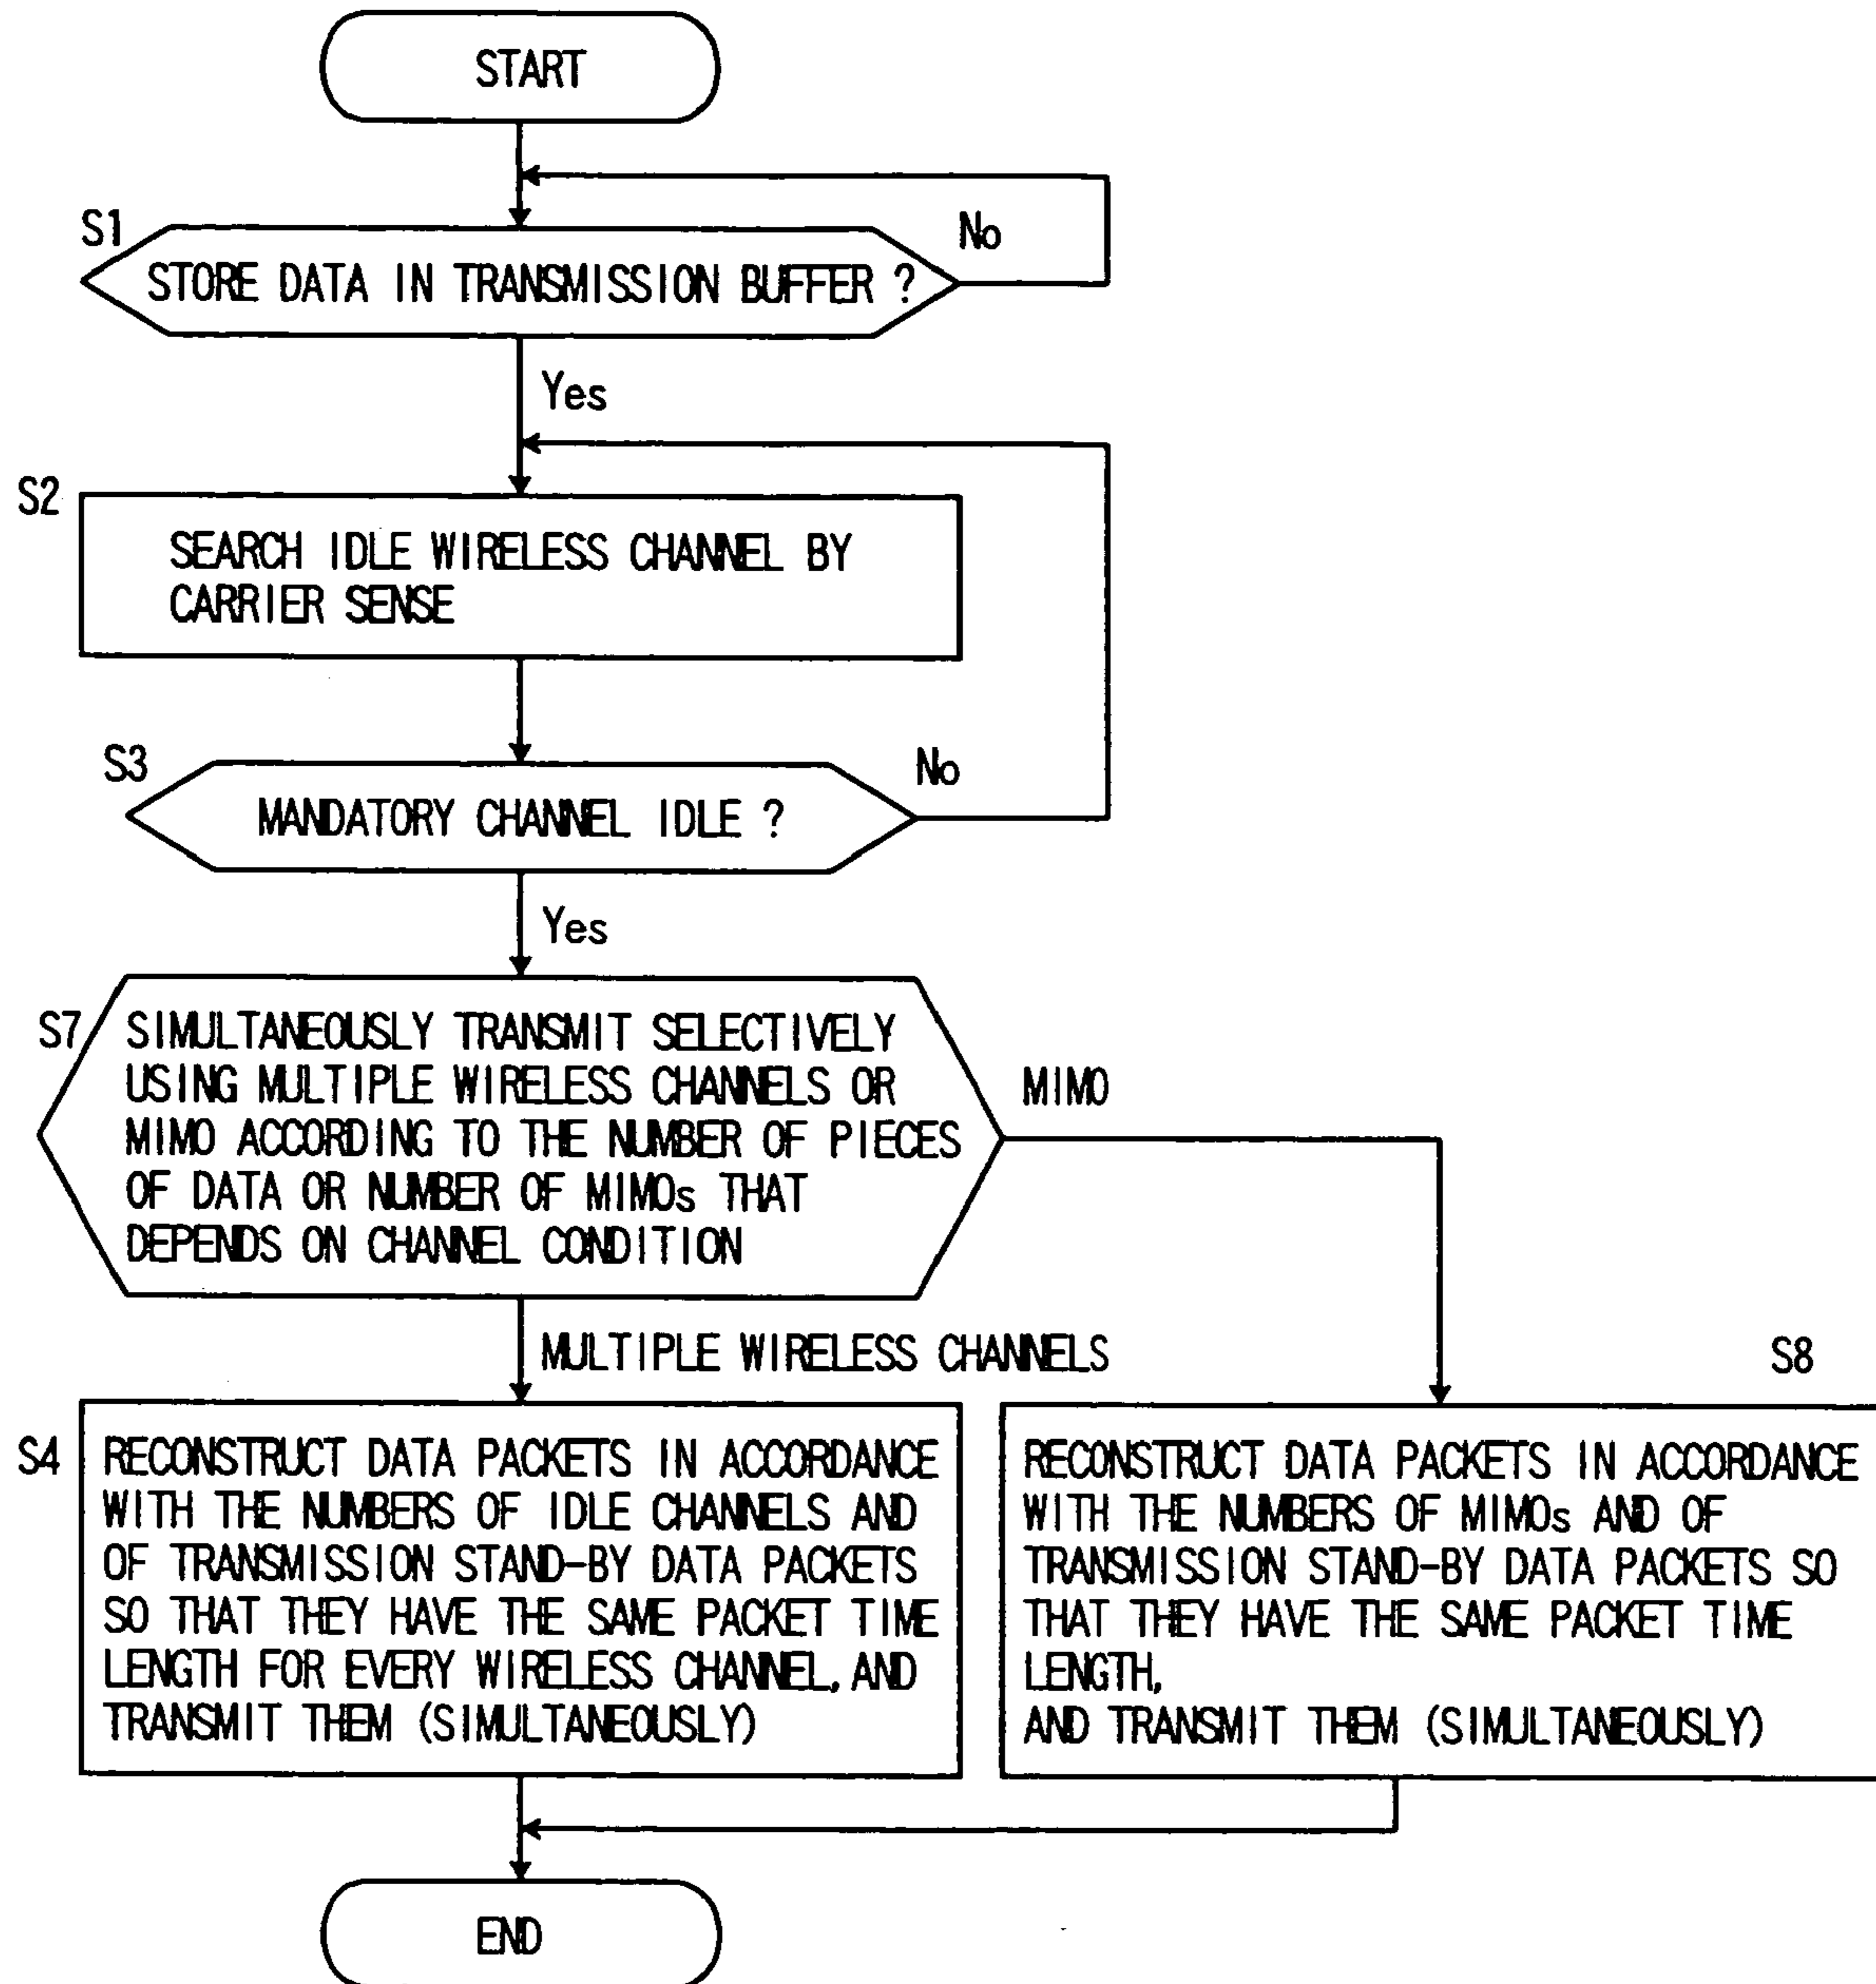 START
S1
No
STORE DATA IN TRANSMISSION BUFFER ?
Yes
S2
SEARCH IDLE WIRELESS CHANNEL BY
CARRIER SENSE
S3
No
MANDATORY CHANNEL IDLE ?
Yes
S7
SIMULTANEOUSLY TRANSMIT SELECTIVELY
USING MULTIPLE WIRELESS CHANNELS OR
MIMO ACCORDING TO THE NUMBER OF PIECES
OF DATA OR NUMBER OF MIMOs THAT
DEPENDS ON CHANNEL CONDITION
MIMO
MULTIPLE WIRELESS CHANNELS
S4
RECONSTRUCT DATA PACKETS IN ACCORDANCE
WITH THE NUMBERS OF IDLE CHANNELS AND
OF TRANSMISSION STAND-BY DATA PACKETS
SO THAT THEY HAVE THE SAME PACKET TIME
LENGTH FOR EVERY WIRELESS CHANNEL, AND
TRANSMIT THEM (SIMULTANEOUSLY)
S8
RECONSTRUCT DATA PACKETS IN ACCORDANCE
WITH THE NUMBERS OF MIMOs AND OF
TRANSMISSION STAND-BY DATA PACKETS SO
THAT THEY HAVE THE SAME PACKET TIME
LENGTH,
AND TRANSMIT THEM (SIMULTANEOUSLY)
END